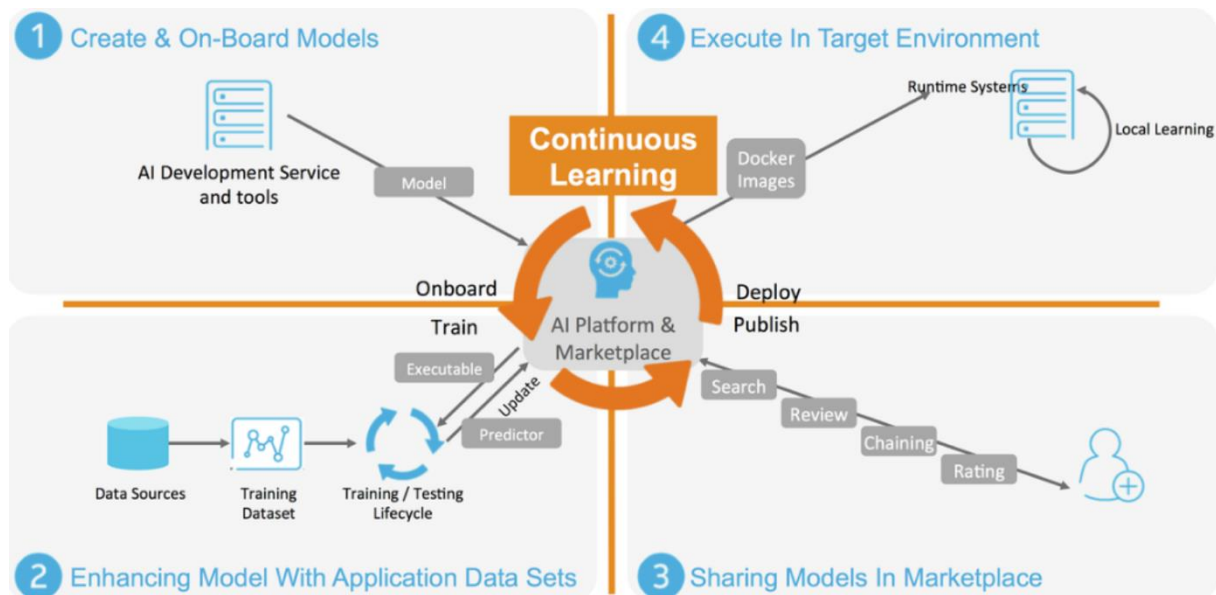 1 Create & On-Board Models
AI Development Service
and tools
Model
Onboard
4 Execute In Target Environment
Runtime Systems
Local Learning
Docker
Images
Deploy
Continuous
Learning
AI Platform &
Marketplace
Train
Executable
Update
Predictor
Data Sources
Training
Dataset
Training / Testing
Lifecycle
2 Enhancing Model With Application Data Sets
Publish
Search
Review
Chaining
Rating
3 Sharing Models In Marketplace